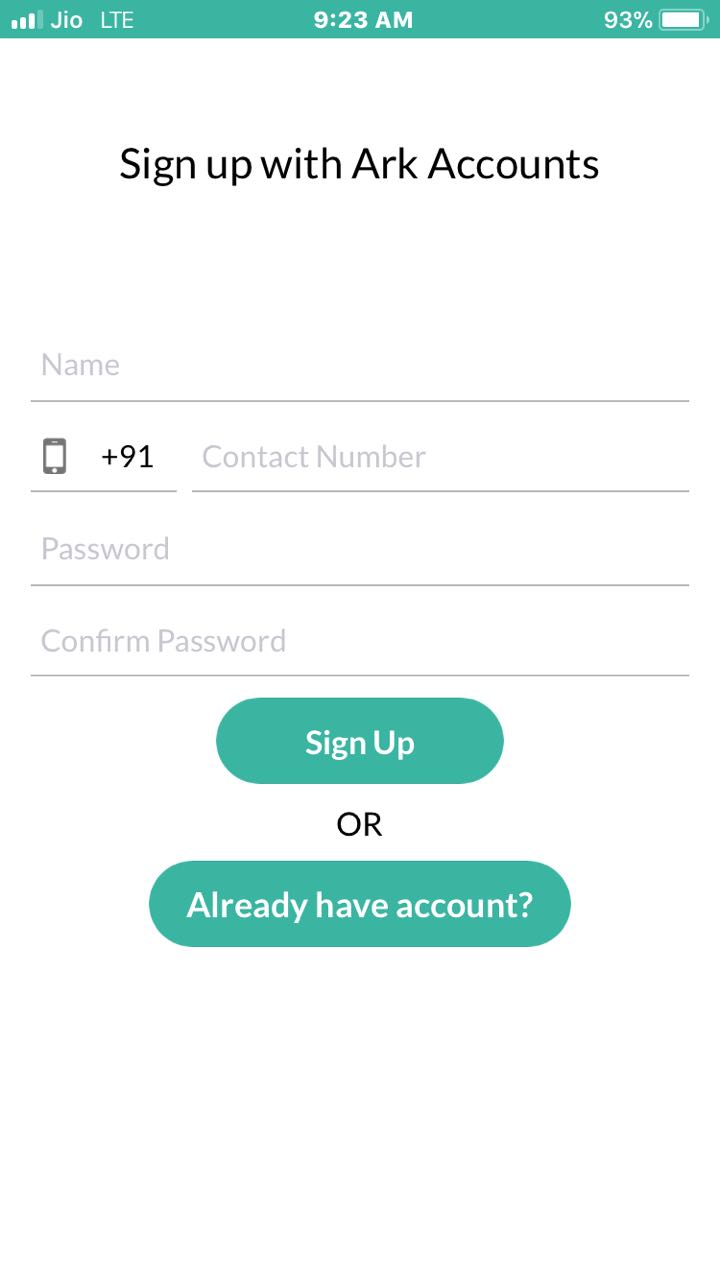 Jio LTE 9:23 AM 93%
Sign up with Ark Accounts
Name
+91 Contact Number
Password
Confirm Password
Sign Up
OR
Already have account?